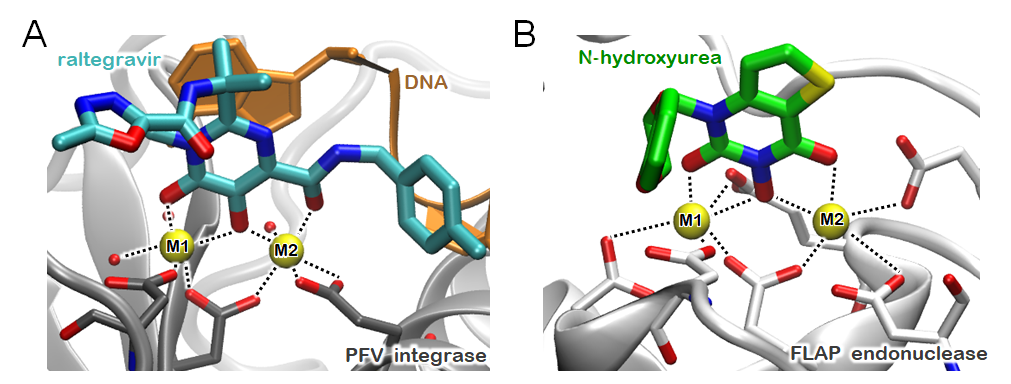 A
raltegravir
DNA
M1
M2
PFV integrase
B
N-hydroxyurea
M1
M2
FLAP endonuclease